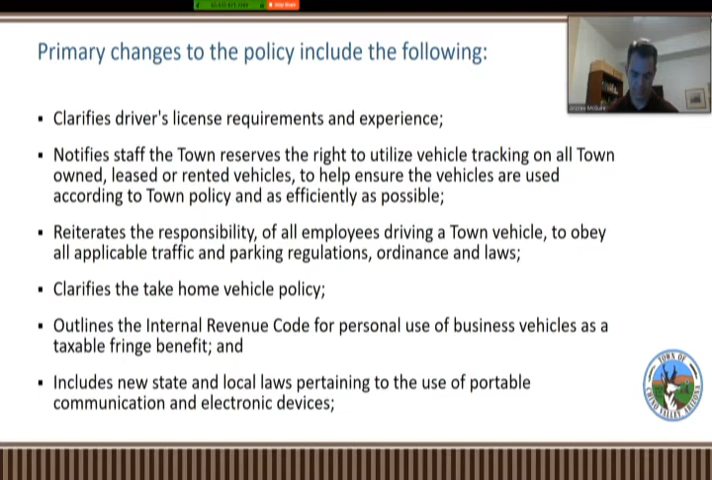 Primary changes to the policy include the following:
▪ Clarifies driver's license requirements and experience;
▪ Notifies staff the Town reserves the right to utilize vehicle tracking on all Town
owned, leased or rented vehicles, to help ensure the vehicles are used
according to Town policy and as efficiently as possible;
▪ Reiterates the responsibility, of all employees driving a Town vehicle, to obey
all applicable traffic and parking regulations, ordinance and laws;
▪ Clarifies the take home vehicle policy;
▪ Outlines the Internal Revenue Code for personal use of business vehicles as a
taxable fringe benefit; and
▪ Includes new state and local laws pertaining to the use of portable
communication and electronic devices;
TOWN OF
CHINO VALLEY, ARIZONA